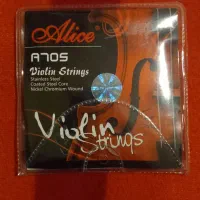 Alice
A705
Violin Strings
Stainless Steel
Coated Steel Core
Nickel Chromium Wound
Violin
Strings